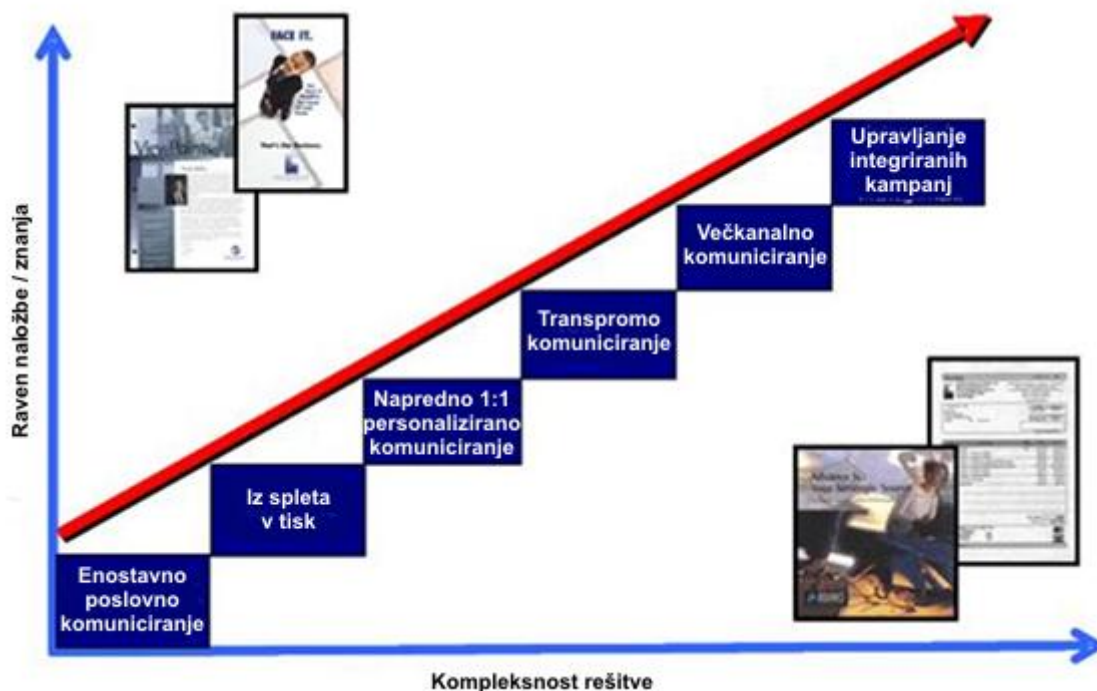 FACE IT.
Raven naložbe / znanja
Upravljanje
integriranih
kampanj
Večkanalno
komuniciranje
Transpromo
komuniciranje
Napredno 1:1
personalizirano
komuniciranje
Iz spleta
v tisk
Enostavno
poslovno
komuniciranje
Kompleksnost rešitve